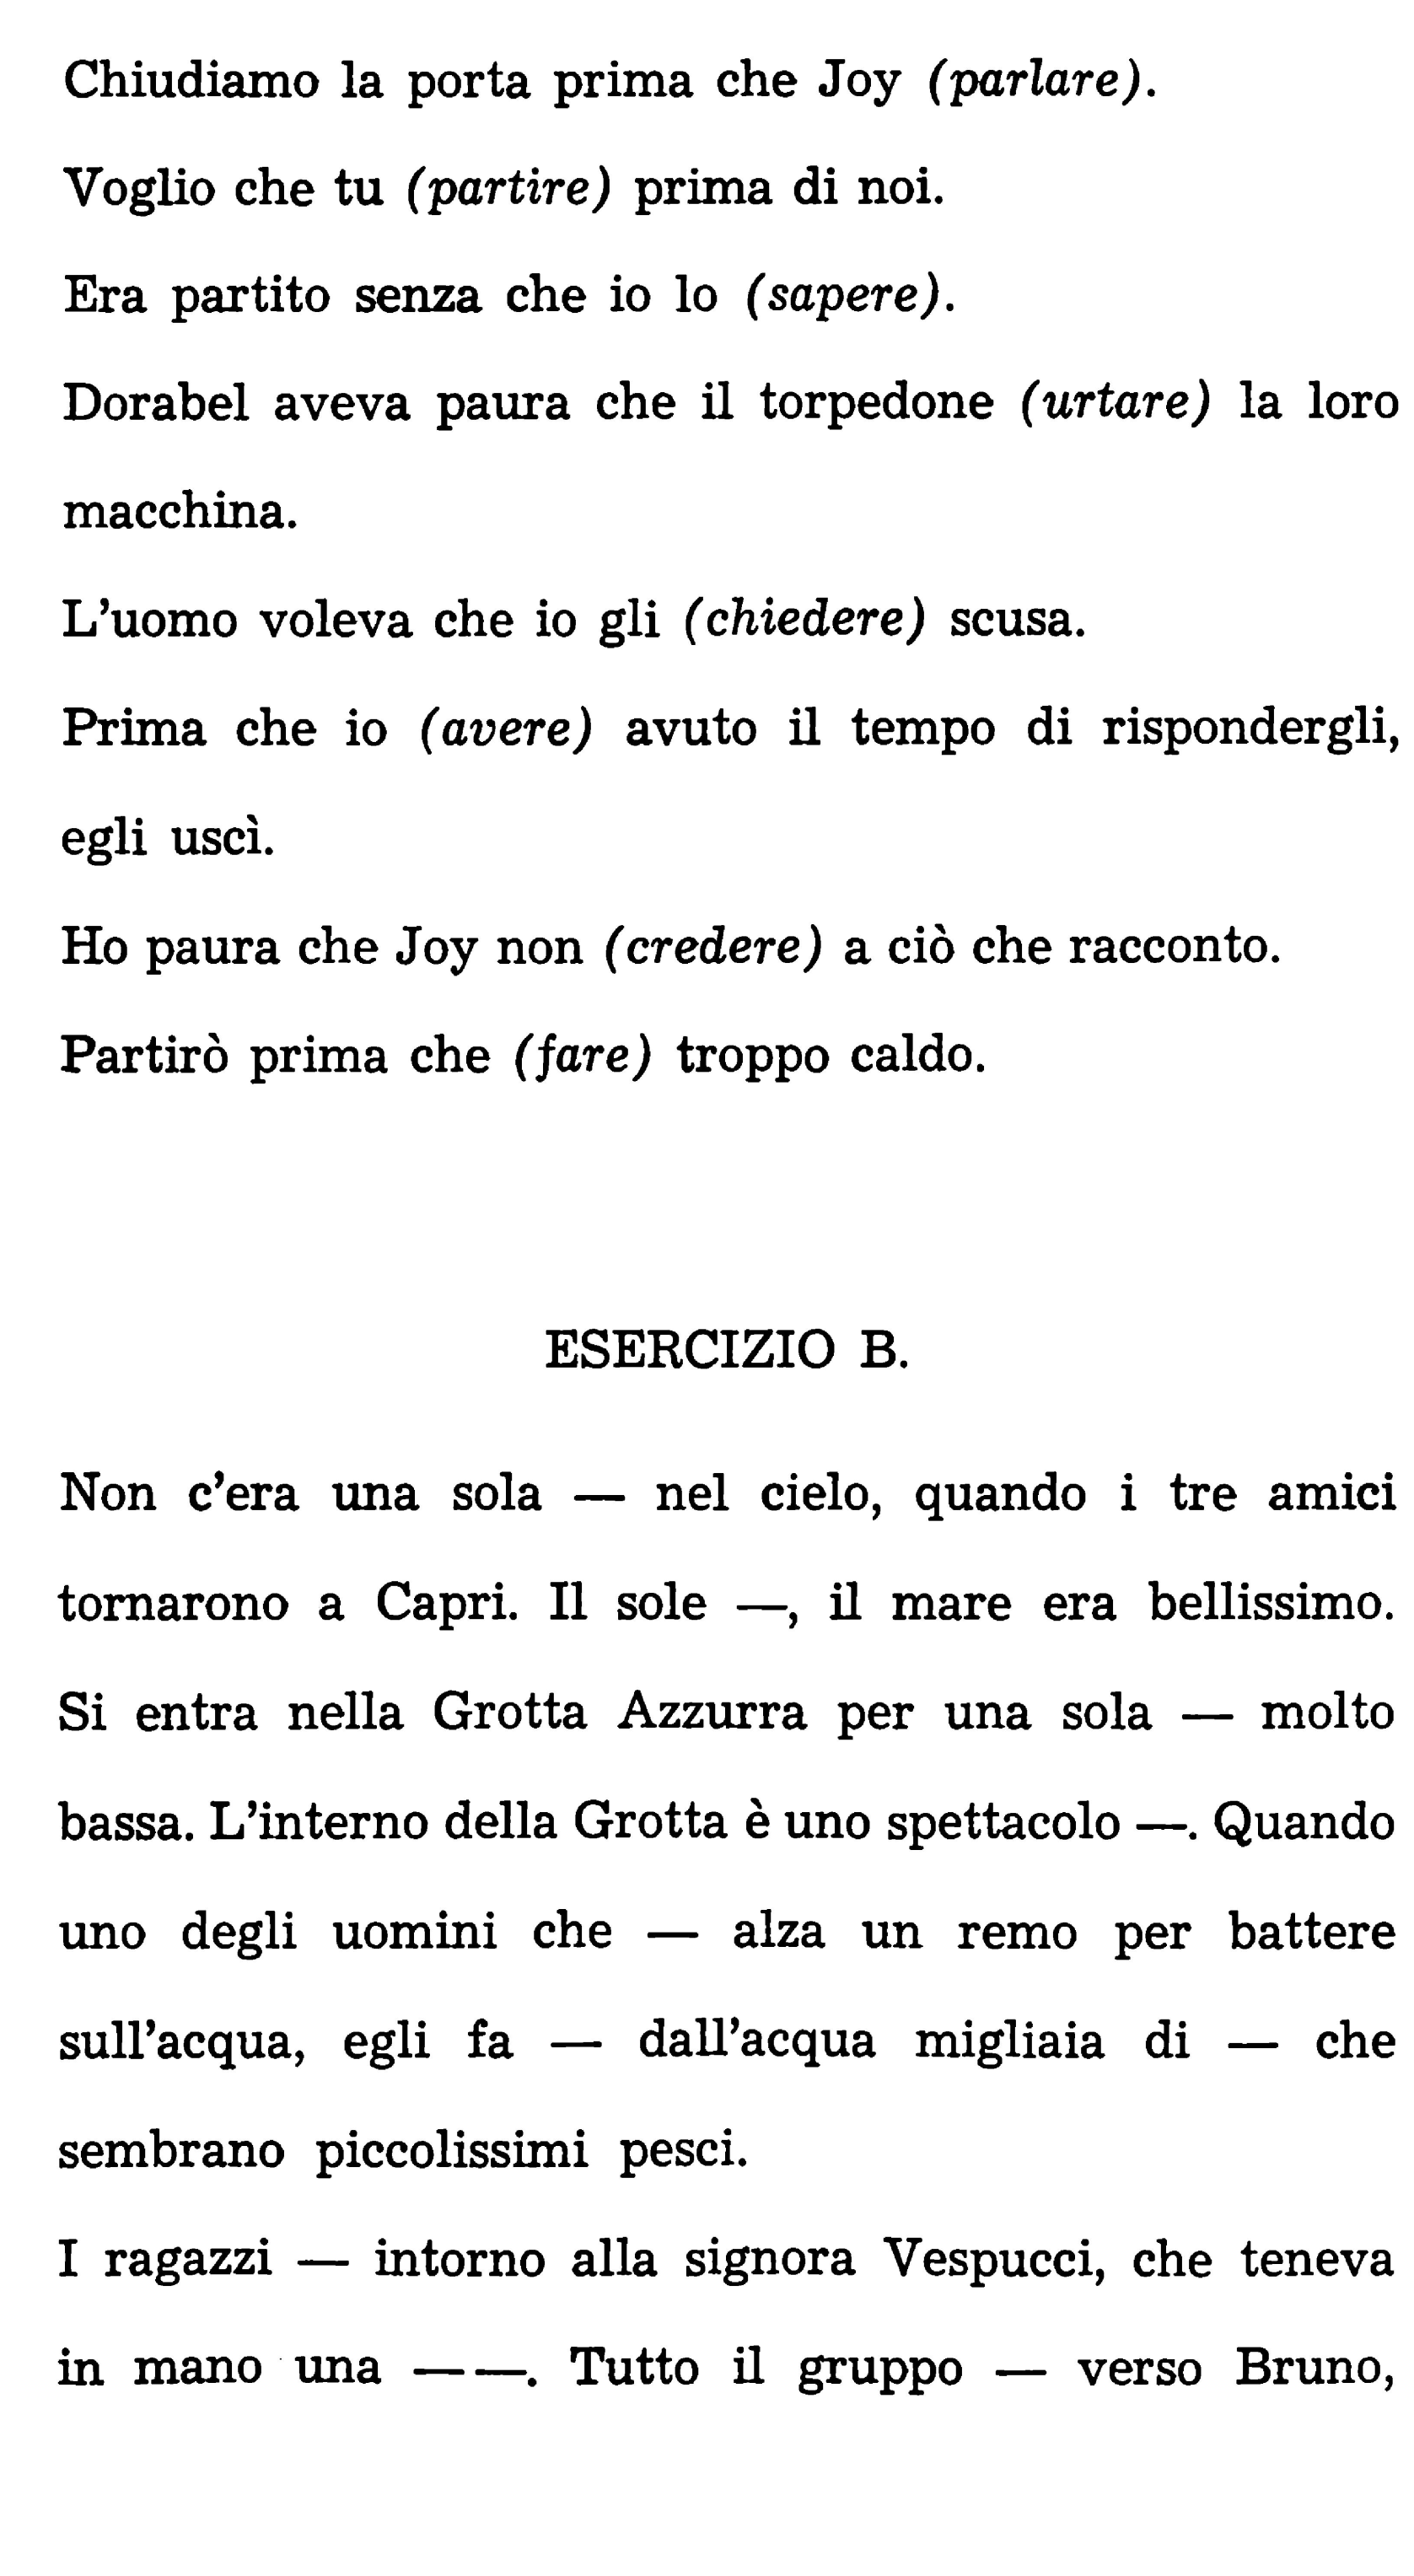 Chiudiamo la porta prima che Joy (parlare).
Voglio che tu (partire) prima di noi.
Era partito senza che io lo (sapere).
Dorabel aveva paura che il torpedone (urtare) la loro
macchina.
L'uomo voleva che io gli (chiedere) scusa.
Prima che io (avere) avuto il tempo di rispondergli,
egli uscì.
Ho paura che Joy non (credere) a ciò che racconto.
Partirò prima che (fare) troppo caldo.
ESERCIZIO B.
Non c'era una sola — nel cielo, quando i tre amici
tornarono a Capri. Il sole —, il mare era bellissimo.
Si entra nella Grotta Azzurra per una sola — molto
bassa. L'interno della Grotta è uno spettacolo —. Quando
uno degli uomini che — alza un remo per battere
sull'acqua, egli fa — dall'acqua migliaia di — che
sembrano piccolissimi pesci.
I ragazzi — intorno alla signora Vespucci, che teneva
in mano una — —. Tutto il gruppo — verso Bruno,